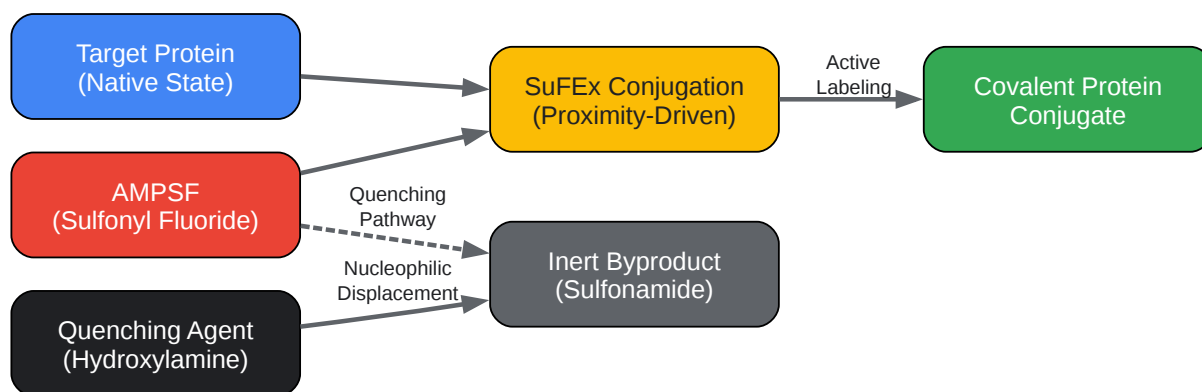 Target Protein
(Native State)
AMPSF
(Sulfonyl Fluoride)
Quenching Agent
(Hydroxylamine)
SuFEx Conjugation
(Proximity-Driven)
Quenching
Pathway
Nucleophilic
Displacement
Inert Byproduct
(Sulfonamide)
Active
Labeling
Covalent Protein
Conjugate